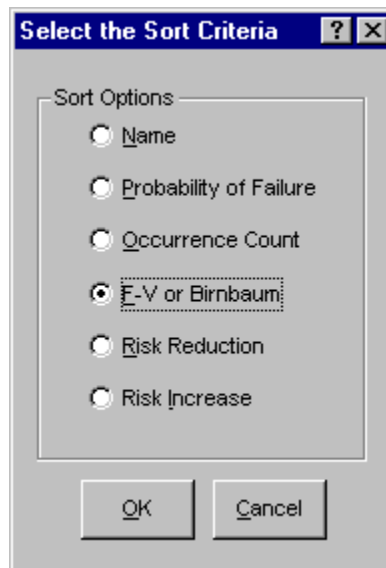 Select the Sort Criteria ? ×
Sort Options
Name
Probability of Failure
Occurrence Count
F-V or Birnbaum
Risk Reduction
Risk Increase
OK Cancel